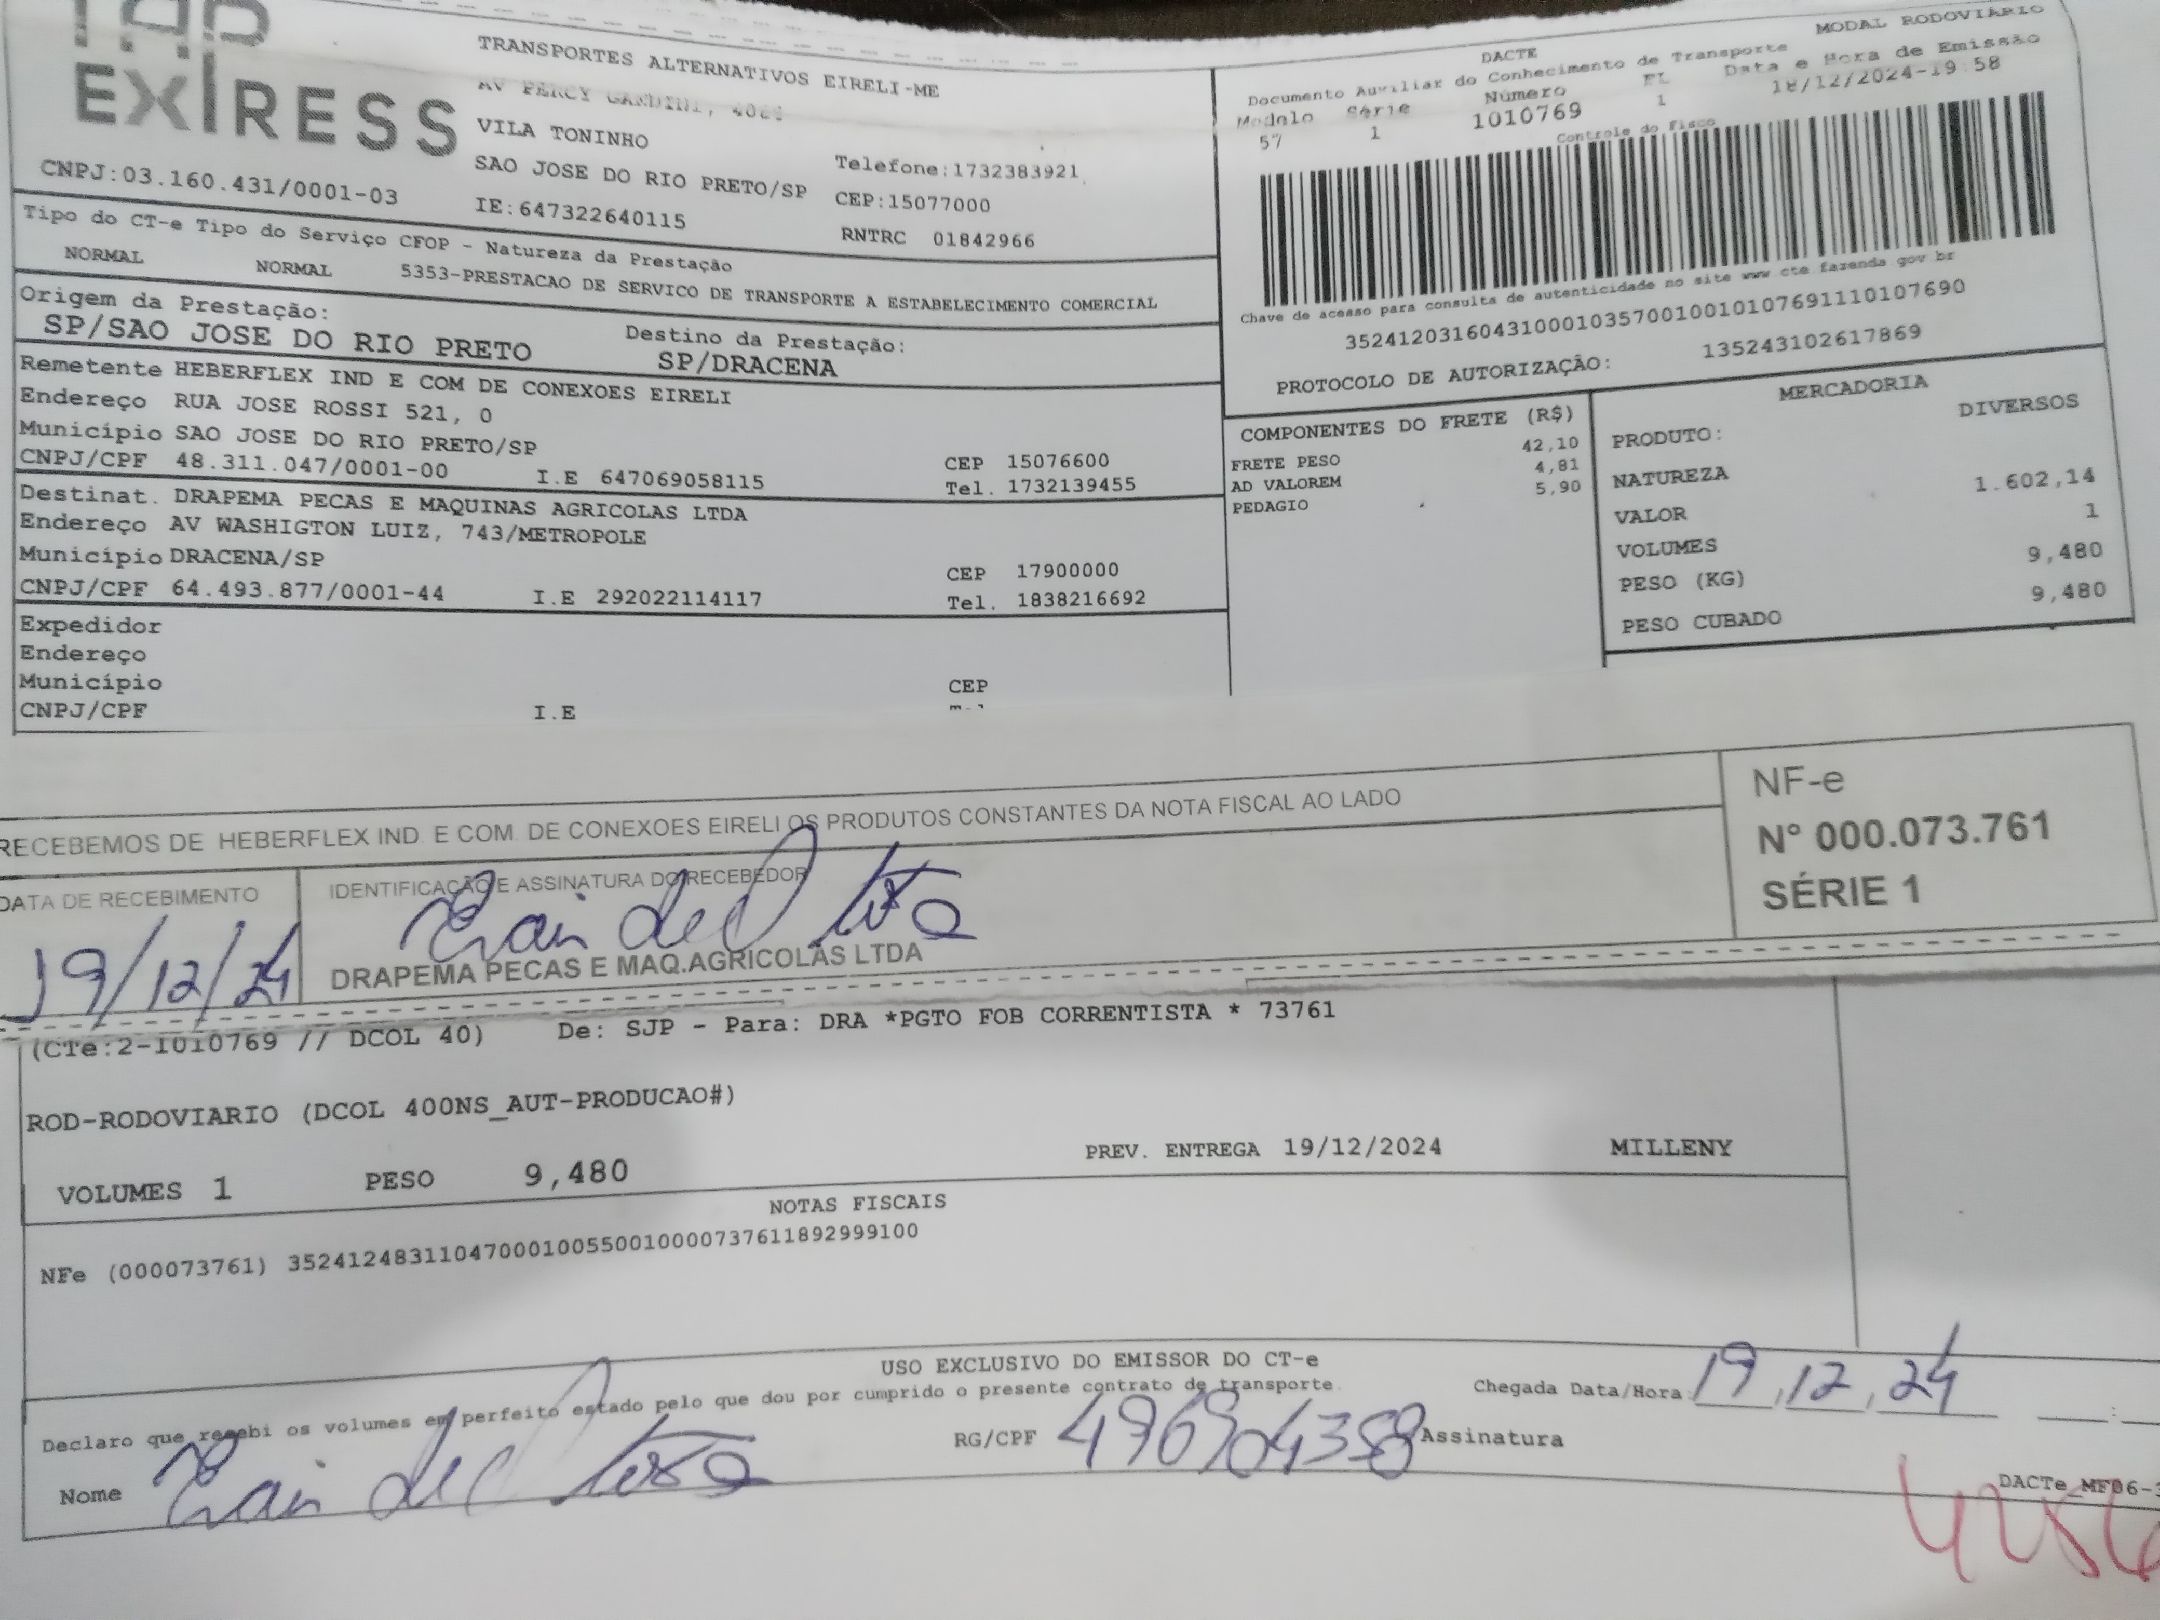 EXPRESS
TRANSPORTES ALTERNATIVOS EIRELI-ME
AV PERCY GANDINI,
VILA TONINHO
SAO JOSE DO RIO PRETO/SP
Telefone:1732383921
CEP:15077000
CNPJ:03.160.431/0001-03
IE:647322640115
RNTRC 01842966
MODAL RODOVIÁRIO
DACTE
Documento Auxiliar do Conhecimento de Transporte
Modelo Série Número FL Data e Hora de Emissão
57 1 1010769 1 18/12/2024-19:58
Controle do Fisco
Chave de acesso para consulta de autenticidade no site www cte.fazenda gov br
35241203160431000103570010010107691110107690
PROTOCOLO DE AUTORIZAÇÃO: 135243102617869
Tipo do CT-e Tipo do Serviço CFOP - Natureza da Prestação
NORMAL NORMAL 5353-PRESTACAO DE SERVICO DE TRANSPORTE A ESTABELECIMENTO COMERCIAL
Origem da Prestação: Destino da Prestação:
SP/SAO JOSE DO RIO PRETO SP/DRACENA
Remetente HEBERFLEX IND E COM DE CONEXOES EIRELI
Endereço RUA JOSE ROSSI 521, 0
Município SAO JOSE DO RIO PRETO/SP CEP 15076600
CNPJ/CPF 48.311.047/0001-00 I.E 647069058115 Tel. 1732139455
Destinat. DRAPEMA PECAS E MAQUINAS AGRICOLAS LTDA
Endereço AV WASHIGTON LUIZ, 743/METROPOLE
Município DRACENA/SP CEP 17900000
CNPJ/CPF 64.493.877/0001-44 I.E 292022114117 Tel. 1838216692
Expedidor
Endereço
Município CEP
CNPJ/CPF I.E
COMPONENTES DO FRETE (R$)
FRETE PESO 42,10
AD VALOREM 4,81
PEDAGIO 5,90
MERCADORIA
PRODUTO: DIVERSOS
NATUREZA
VALOR 1.602,14
VOLUMES 1
PESO (KG) 9,480
PESO CUBADO 9,480
RECEBEMOS DE HEBERFLEX IND. E COM. DE CONEXOES EIRELI OS PRODUTOS CONSTANTES DA NOTA FISCAL AO LADO
NF-e
N° 000.073.761
SÉRIE 1
DATA DE RECEBIMENTO IDENTIFICAÇÃO E ASSINATURA DO RECEBEDOR
19/12/24
DRAPEMA PECAS E MAQ.AGRICOLAS LTDA
(CTe:2-1010769 // DCOL 40) De: SJP - Para: DRA *PGTO FOB CORRENTISTA * 73761
ROD-RODOVIARIO (DCOL 400NS_AUT-PRODUCAO#)
PREV. ENTREGA 19/12/2024 MILLENY
VOLUMES 1 PESO 9,480
NOTAS FISCAIS
NFe (000073761) 35241248311047000100550010000737611892999100
USO EXCLUSIVO DO EMISSOR DO CT-e
Declaro que recebi os volumes em perfeito estado pelo que dou por cumprido o presente contrato de transporte.
Chegada Data/Hora 19,12,24
Nome RG/CPF 496904358 Assinatura